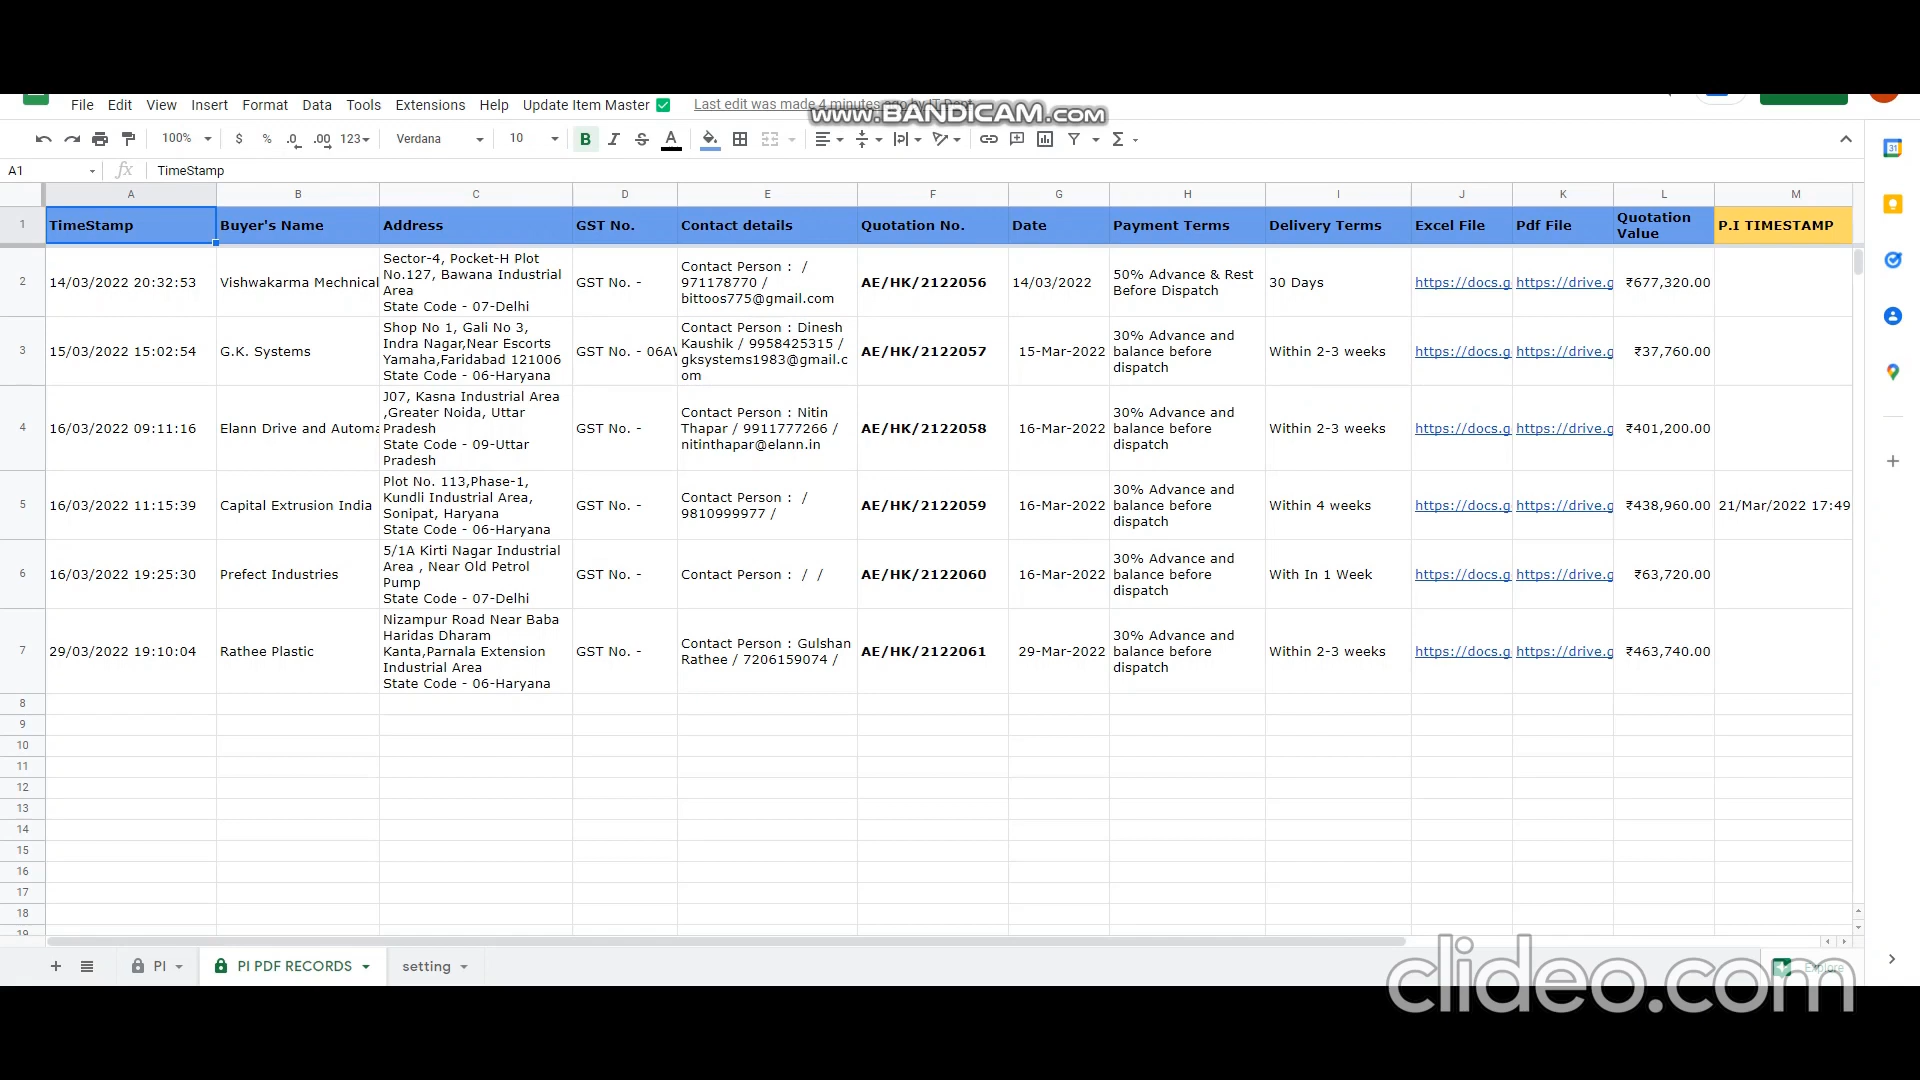 File Edit View Insert Format Data Tools Extensions Help Update Item Master Last edit was made 4 minutes ago by IT Dept
www.BANDICAM.com
100% $ % .0 .00 123 Verdana 10 B I S A
A1 fx TimeStamp
A B C D E F G H I J K L M
1 TimeStamp Buyer's Name Address GST No. Contact details Quotation No. Date Payment Terms Delivery Terms Excel File Pdf File Quotation Value P.I TIMESTAMP
2 14/03/2022 20:32:53 Vishwakarma Mechnical
Sector-4, Pocket-H Plot
No.127, Bawana Industrial
Area
State Code - 07-Delhi
GST No. -
Contact Person : /
971178770 /
bittoos775@gmail.com
AE/HK/2122056 14/03/2022
50% Advance & Rest
Before Dispatch
30 Days https://docs.g https://drive.g ₹677,320.00
3 15/03/2022 15:02:54 G.K. Systems
Shop No 1, Gali No 3,
Indra Nagar,Near Escorts
Yamaha,Faridabad 121006
State Code - 06-Haryana
GST No. - 06AW
Contact Person : Dinesh
Kaushik / 9958425315 /
gksystems1983@gmail.c
om
AE/HK/2122057 15-Mar-2022
30% Advance and
balance before
dispatch
Within 2-3 weeks https://docs.g https://drive.g ₹37,760.00
4 16/03/2022 09:11:16 Elann Drive and Automa
J07, Kasna Industrial Area
,Greater Noida, Uttar
Pradesh
State Code - 09-Uttar
Pradesh
GST No. -
Contact Person : Nitin
Thapar / 9911777266 /
nitinthapar@elann.in
AE/HK/2122058 16-Mar-2022
30% Advance and
balance before
dispatch
Within 2-3 weeks https://docs.g https://drive.g ₹401,200.00
5 16/03/2022 11:15:39 Capital Extrusion India
Plot No. 113,Phase-1,
Kundli Industrial Area,
Sonipat, Haryana
State Code - 06-Haryana
GST No. -
Contact Person : /
9810999977 /
AE/HK/2122059 16-Mar-2022
30% Advance and
balance before
dispatch
Within 4 weeks https://docs.g https://drive.g ₹438,960.00 21/Mar/2022 17:49
6 16/03/2022 19:25:30 Prefect Industries
5/1A Kirti Nagar Industrial
Area , Near Old Petrol
Pump
State Code - 07-Delhi
GST No. -
Contact Person : / /
AE/HK/2122060 16-Mar-2022
30% Advance and
balance before
dispatch
With In 1 Week https://docs.g https://drive.g ₹63,720.00
7 29/03/2022 19:10:04 Rathee Plastic
Nizampur Road Near Baba
Haridas Dharam
Kanta,Parnala Extension
Industrial Area
State Code - 06-Haryana
GST No. -
Contact Person : Gulshan
Rathee / 7206159074 /
AE/HK/2122061 29-Mar-2022
30% Advance and
balance before
dispatch
Within 2-3 weeks https://docs.g https://drive.g ₹463,740.00
8
9
10
11
12
13
14
15
16
17
18
19
PI PI PDF RECORDS setting Explore
clideo.com
31